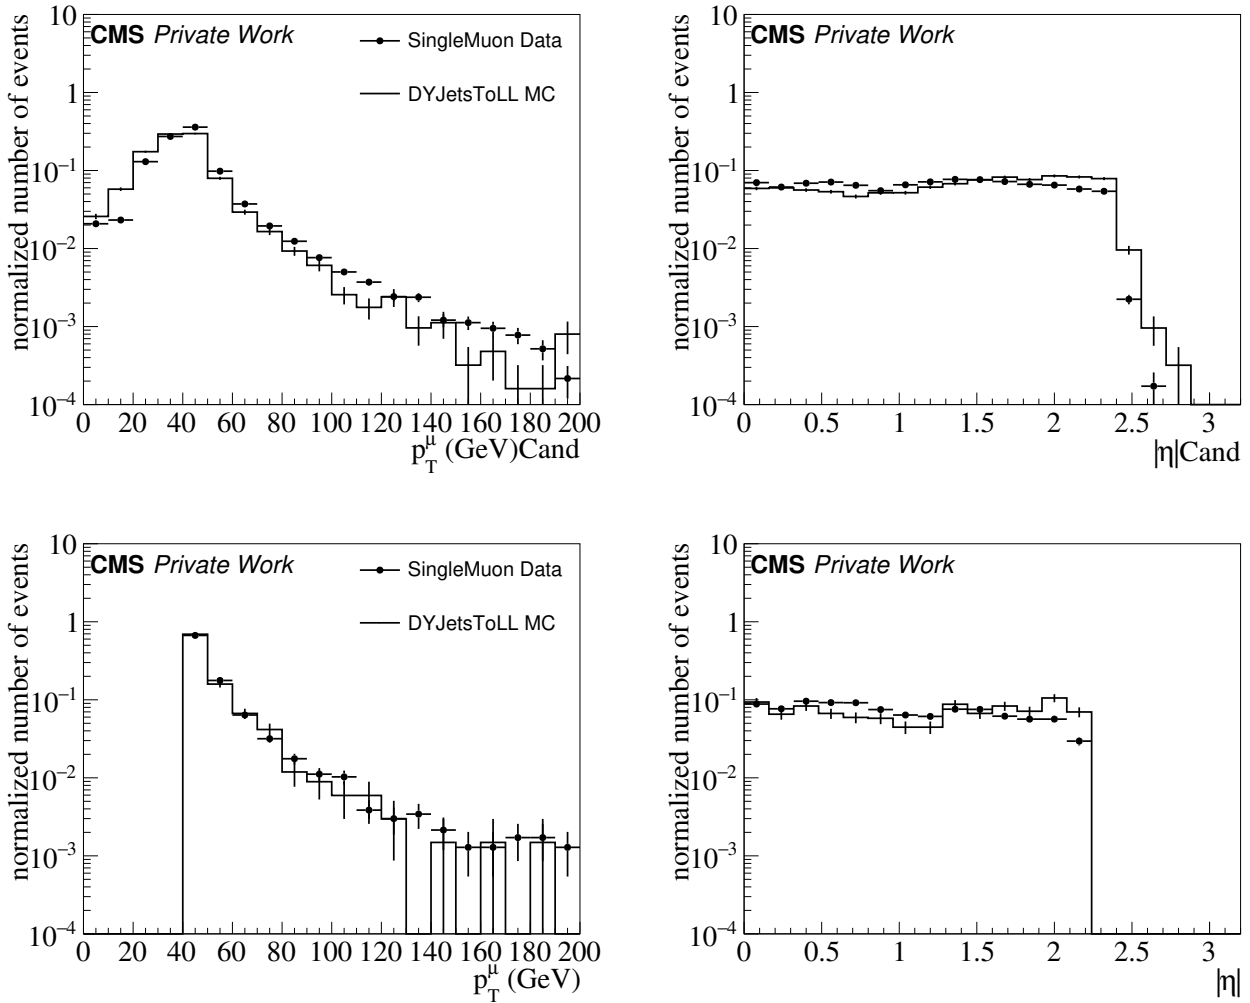 CMS Private Work
SingleMuon Data
DYJetsToLL MC
normalized number of events
10
1
10−1
10−2
10−3
10−4
0 20 40 60 80 100 120 140 160 180 200
pTμ (GeV)Cand
CMS Private Work
normalized number of events
10
1
10−1
10−2
10−3
10−4
0 0.5 1 1.5 2 2.5 3
|η|Cand
CMS Private Work
SingleMuon Data
DYJetsToLL MC
normalized number of events
10
1
10−1
10−2
10−3
10−4
0 20 40 60 80 100 120 140 160 180 200
pTμ (GeV)
CMS Private Work
normalized number of events
10
1
10−1
10−2
10−3
10−4
0 0.5 1 1.5 2 2.5 3
|η|